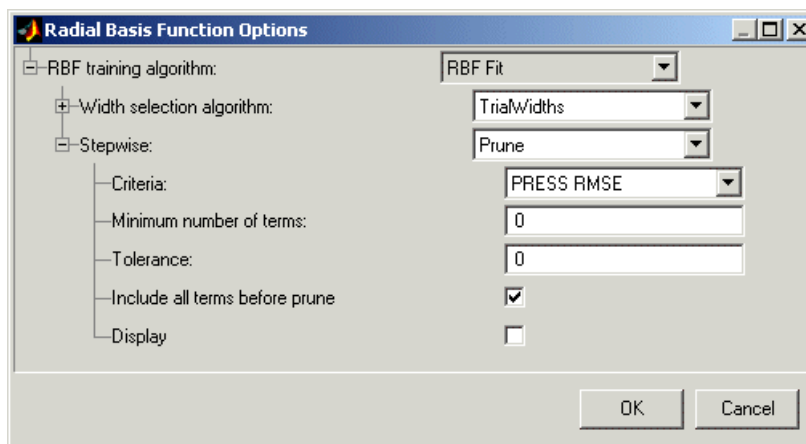 Radial Basis Function Options
RBF training algorithm: RBF Fit
Width selection algorithm: TrialWidths
Stepwise: Prune
Criteria: PRESS RMSE
Minimum number of terms: 0
Tolerance: 0
Include all terms before prune
Display
OK Cancel